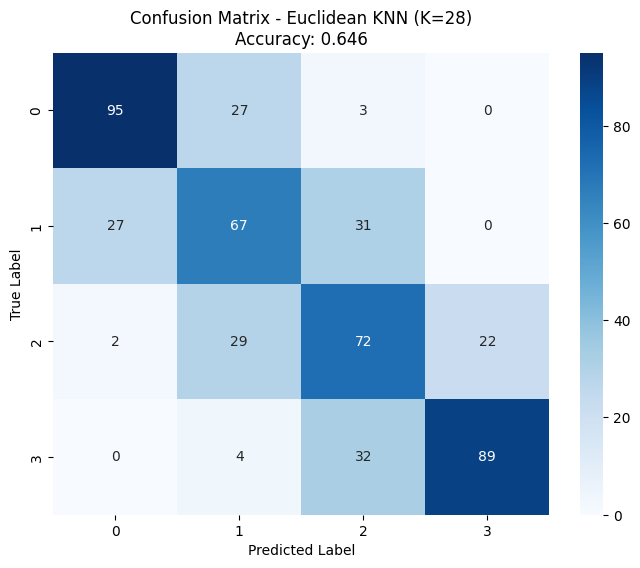 Confusion Matrix - Euclidean KNN (K=28)
Accuracy: 0.646
True Label
0 95 27 3 0
1 27 67 31 0
2 2 29 72 22
3 0 4 32 89
0 1 2 3
Predicted Label
80
60
40
20
0